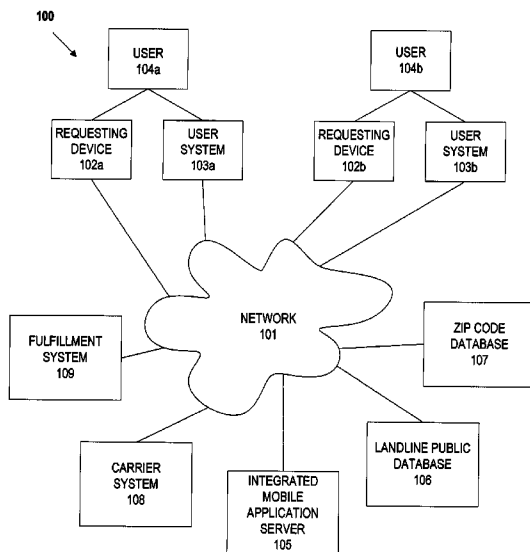 100
USER
104a
USER
104b
REQUESTING
DEVICE
102a
USER
SYSTEM
103a
REQUESTING
DEVICE
102b
USER
SYSTEM
103b
NETWORK
101
FULFILLMENT
SYSTEM
109
ZIP CODE
DATABASE
107
CARRIER
SYSTEM
108
INTEGRATED
MOBILE
APPLICATION
SERVER
105
LANDLINE PUBLIC
DATABASE
106